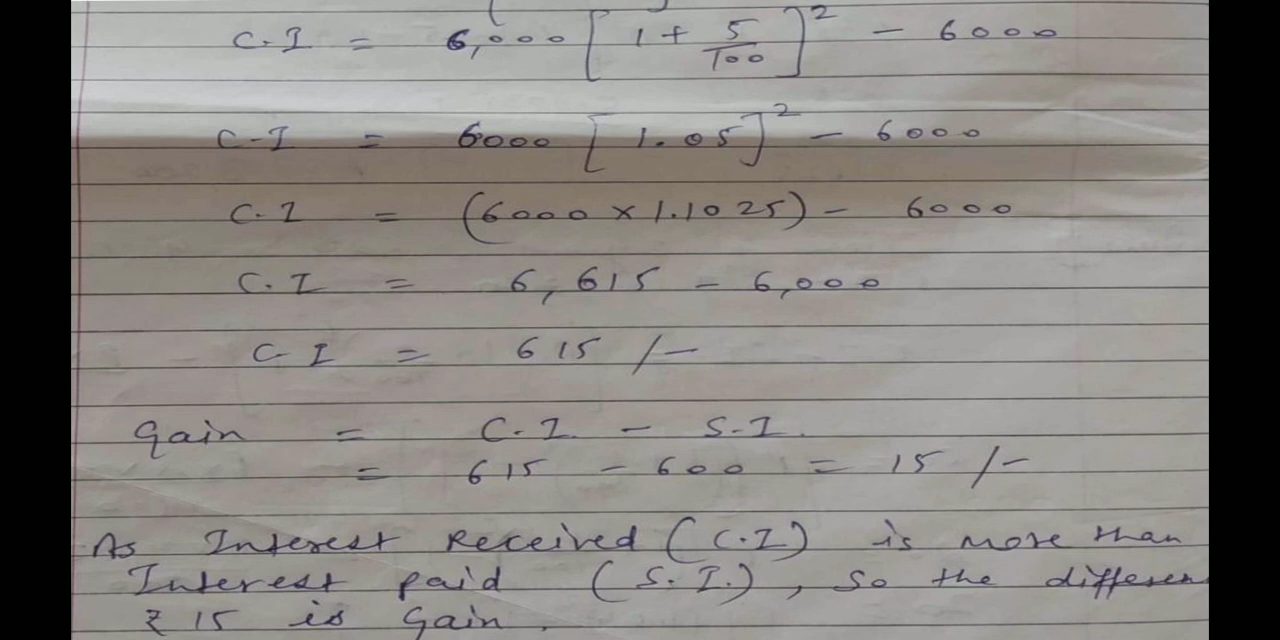 C.I = 6,000 [1 + 5/100]² - 6000
C-I = 6000 [1.05]² - 6000
C.I = (6000 × 1.1025) - 6000
C.I = 6,615 - 6,000
C-I = 615 /-
Gain = C.I. - S.I.
= 615 - 600 = 15 /-
As Interest Received (C.I) is more than
Interest paid (S.I.), so the differen
₹ 15 is Gain.